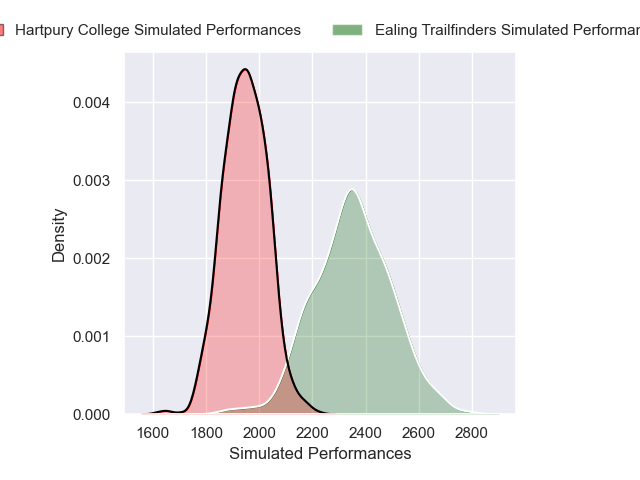 Hartpury College Simulated Performances
Ealing Trailfinders Simulated
0.004
0.003
0.002
0.001
0.000
Density
1600 1800 2000 2200 2400 2600 2800
Simulated Performances